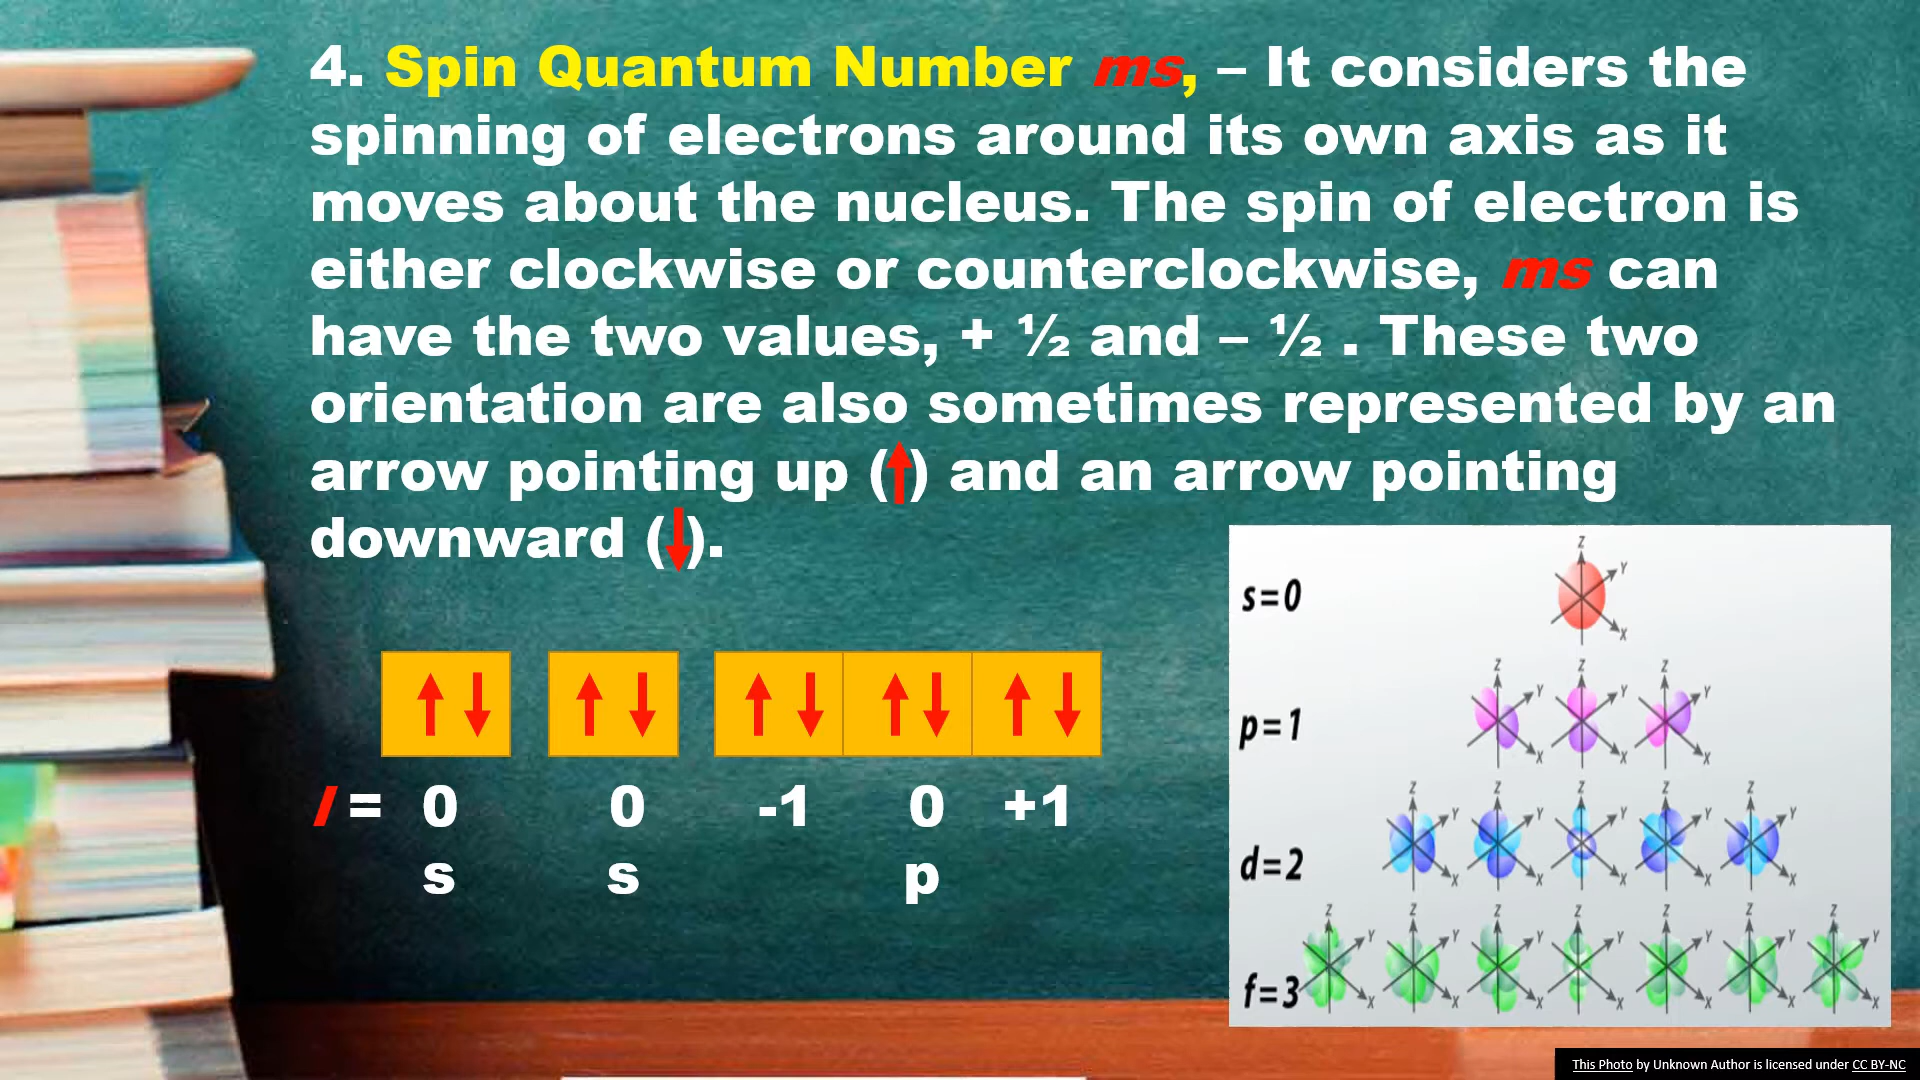 4. Spin Quantum Number ms, – It considers the
spinning of electrons around its own axis as it
moves about the nucleus. The spin of electron is
either clockwise or counterclockwise, ms can
have the two values, + ½ and – ½ . These two
orientation are also sometimes represented by an
arrow pointing up (↑) and an arrow pointing
downward (↓).
↑ ↓ ↑ ↓ ↑ ↓ ↑ ↓ ↑ ↓
l = 0 0 -1 0 +1
s s p
s=0
Z Y X
p=1
Z Y X Z Y X Z Y X
d=2
Z Y X Z Y X Z Y X Z Y X Z Y X
f=3
Z Y X Z Y X Z Y X Z Y X Z Y X Z Y X Z Y X
This Photo by Unknown Author is licensed under CC BY-NC